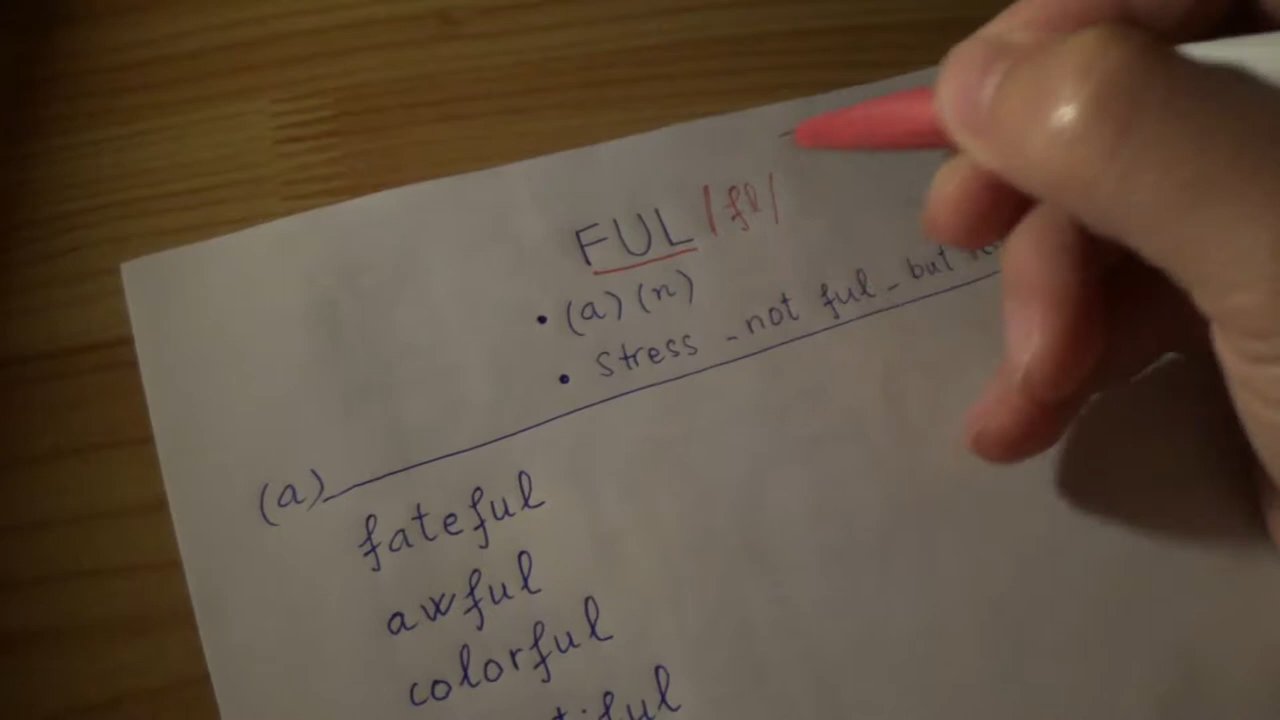 FUL /fl/
• (a) (n)
• stress - not ful - but
(a)
fateful
awful
colorful